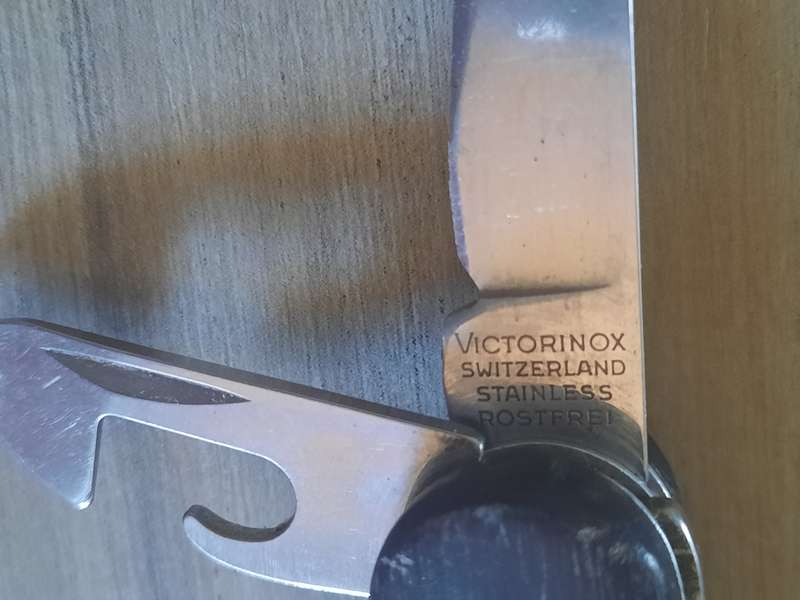 VICTORINOX
SWITZERLAND
STAINLESS
ROSTFREI